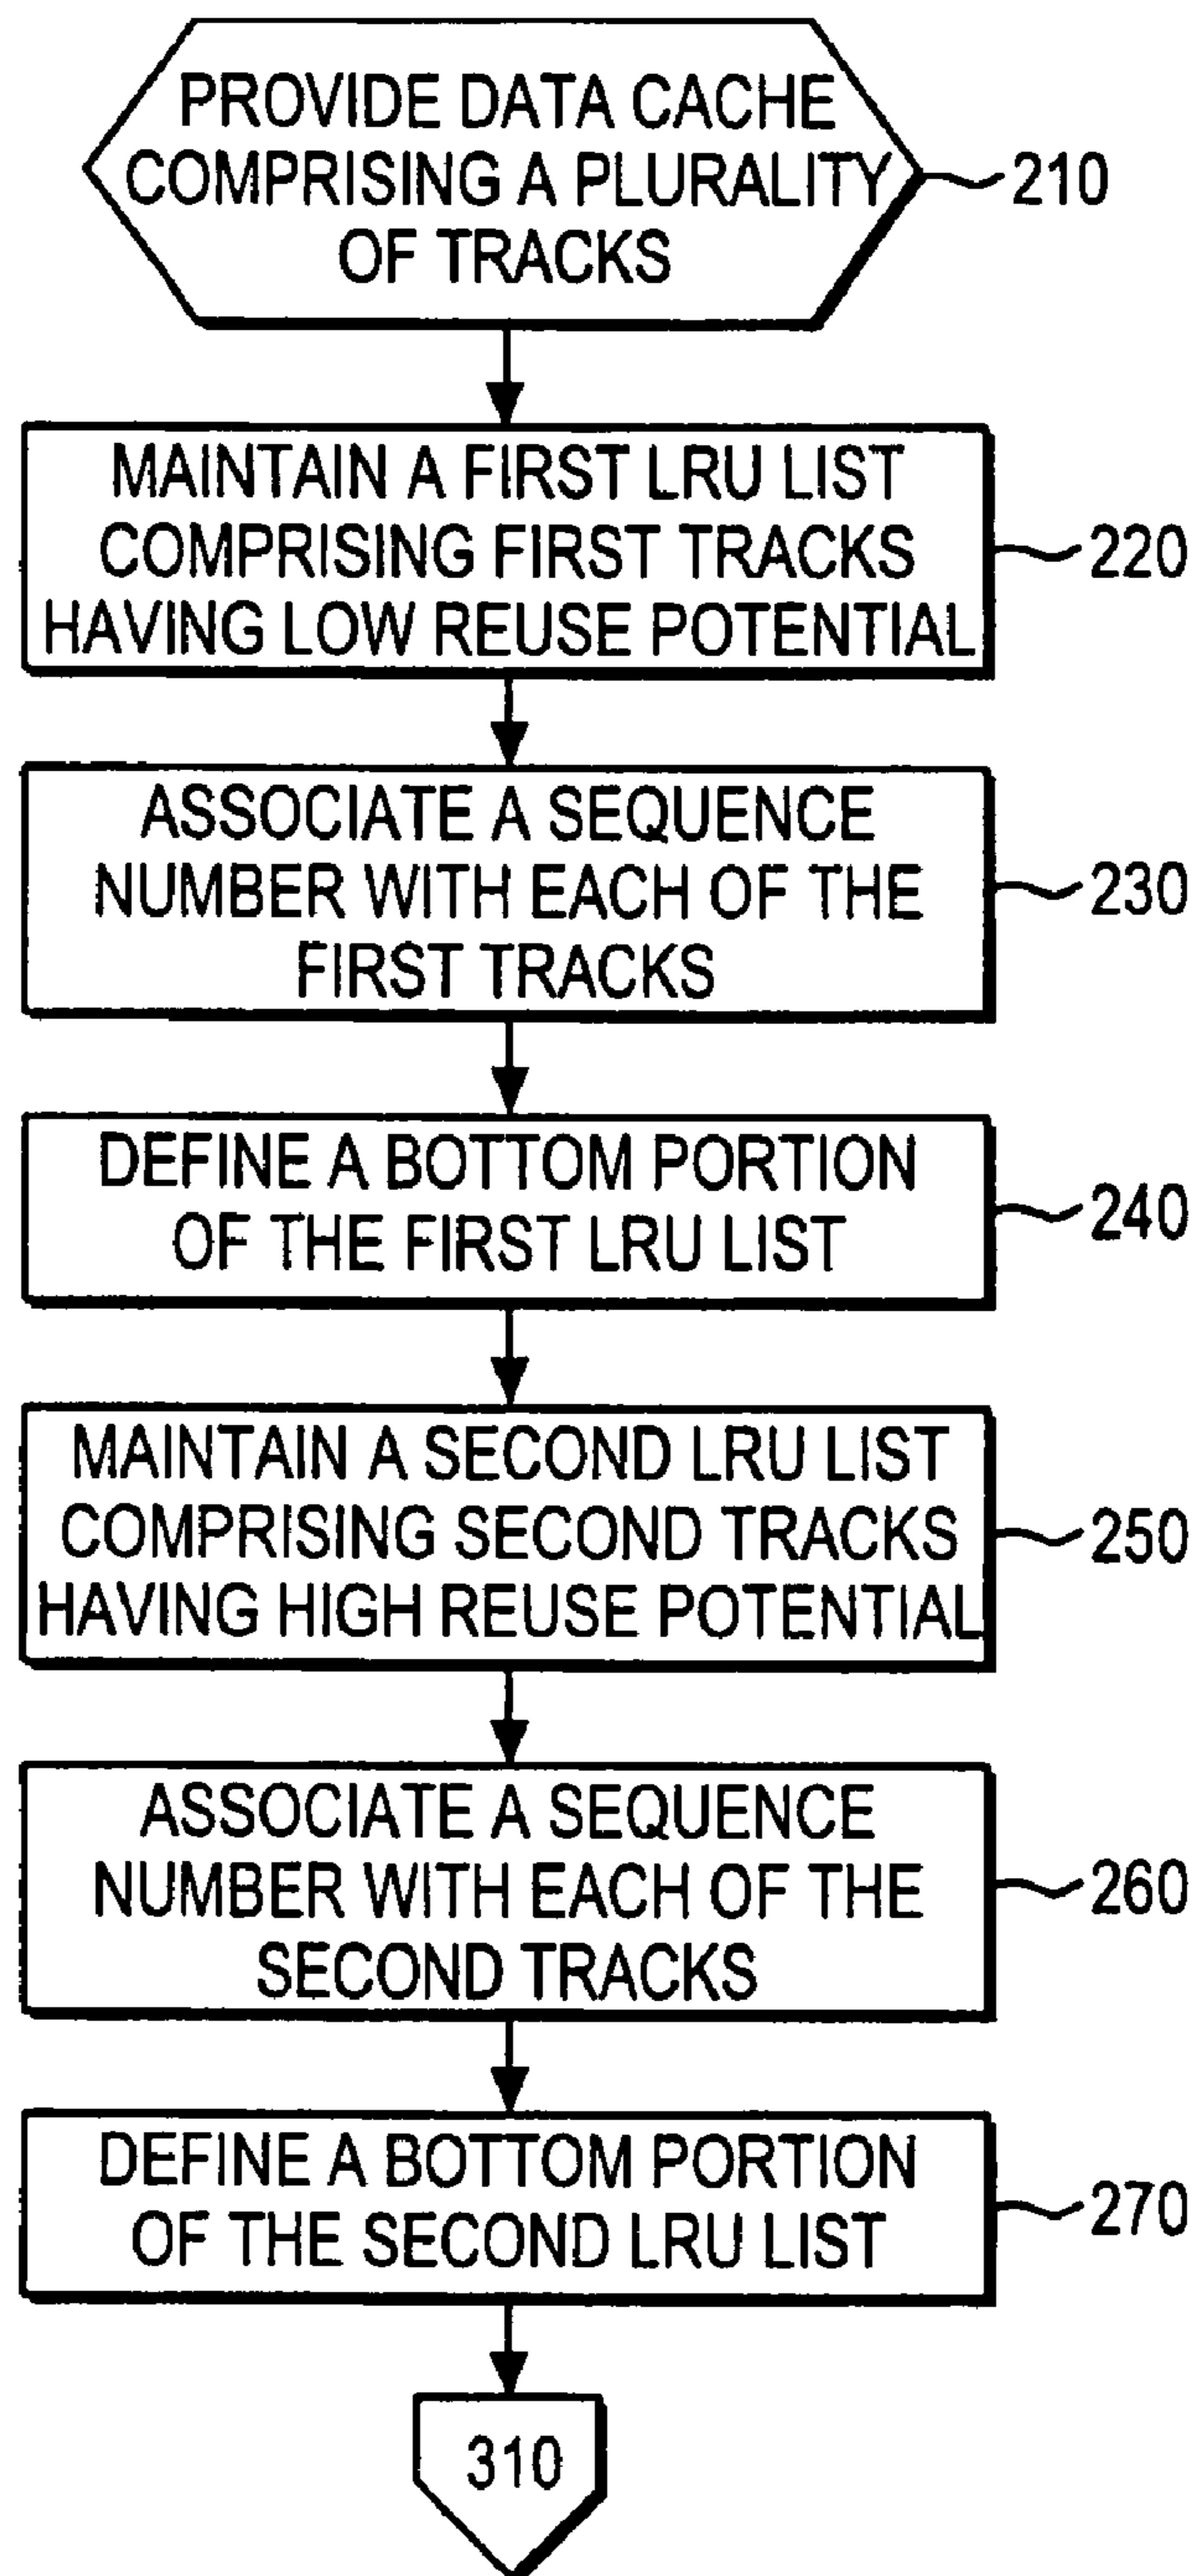 PROVIDE DATA CACHE
COMPRISING A PLURALITY
OF TRACKS
210
MAINTAIN A FIRST LRU LIST
COMPRISING FIRST TRACKS
HAVING LOW REUSE POTENTIAL
220
ASSOCIATE A SEQUENCE
NUMBER WITH EACH OF THE
FIRST TRACKS
230
DEFINE A BOTTOM PORTION
OF THE FIRST LRU LIST
240
MAINTAIN A SECOND LRU LIST
COMPRISING SECOND TRACKS
HAVING HIGH REUSE POTENTIAL
250
ASSOCIATE A SEQUENCE
NUMBER WITH EACH OF THE
SECOND TRACKS
260
DEFINE A BOTTOM PORTION
OF THE SECOND LRU LIST
270
310